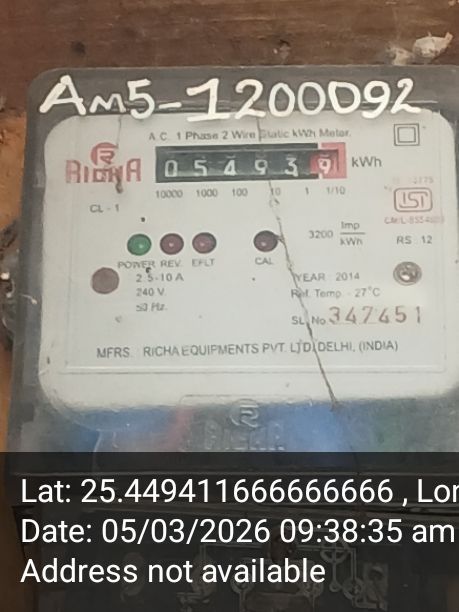 AM5-1200092
A.C. 1 Phase 2 Wire Static kWh Meter.
RICHA
054939 kWh
10000 1000 100 10 1 1/10
ISI
CL - 1
3200 Imp/kWh
RS : 12
POWER REV. EFLT CAL
2.5-10 A
YEAR : 2014
240 V.
Ref. Temp. - 27°C
50 Hz.
SL. No. 347451
MFRS. RICHA EQUIPMENTS PVT. LTD. DELHI, (INDIA)
RICHA
Lat: 25.449411666666666 , Lon
Date: 05/03/2026 09:38:35 am
Address not available